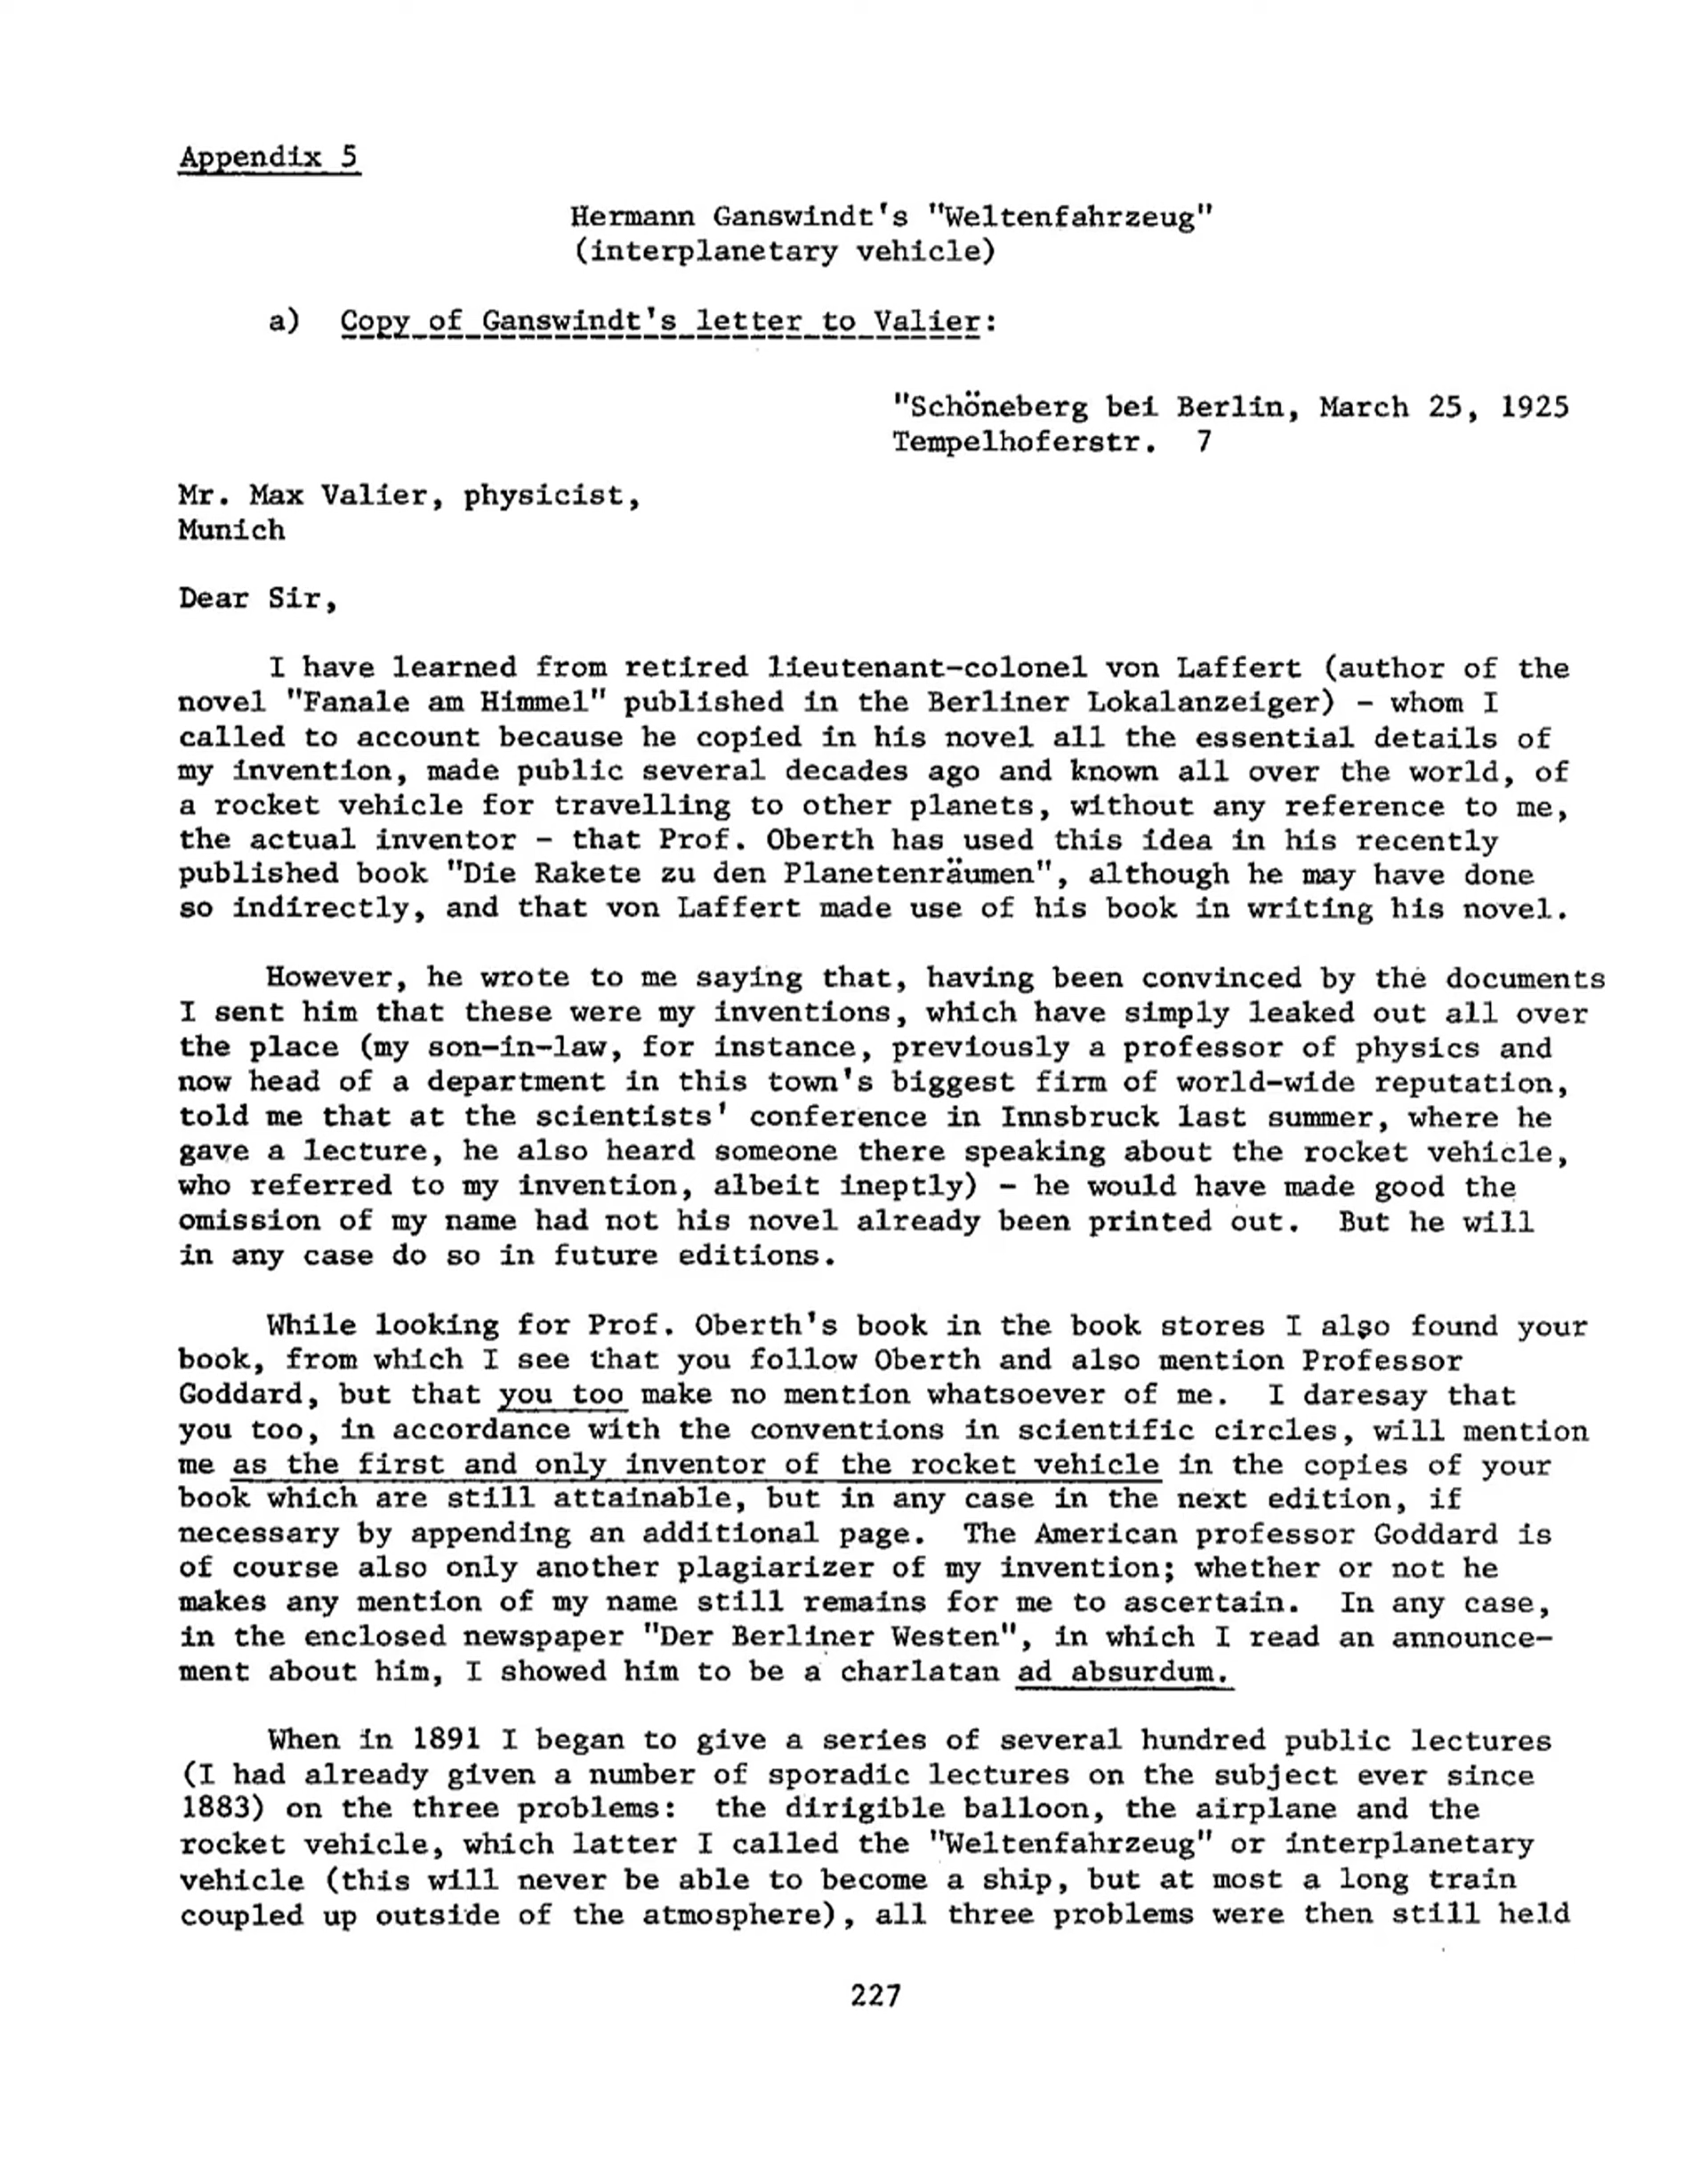 Appendix 5
Hermann Ganswindt's "Weltenfahrzeug"
(interplanetary vehicle)
a) Copy of Ganswindt's letter to Valier:
"Schöneberg bei Berlin, March 25, 1925
Tempelhoferstr. 7
Mr. Max Valier, physicist,
Munich
Dear Sir,
I have learned from retired lieutenant-colonel von Laffert (author of the
novel "Fanale am Himmel" published in the Berliner Lokalanzeiger) - whom I
called to account because he copied in his novel all the essential details of
my invention, made public several decades ago and known all over the world, of
a rocket vehicle for travelling to other planets, without any reference to me,
the actual inventor - that Prof. Oberth has used this idea in his recently
published book "Die Rakete zu den Planetenräumen", although he may have done
so indirectly, and that von Laffert made use of his book in writing his novel.
However, he wrote to me saying that, having been convinced by the documents
I sent him that these were my inventions, which have simply leaked out all over
the place (my son-in-law, for instance, previously a professor of physics and
now head of a department in this town's biggest firm of world-wide reputation,
told me that at the scientists' conference in Innsbruck last summer, where he
gave a lecture, he also heard someone there speaking about the rocket vehicle,
who referred to my invention, albeit ineptly) - he would have made good the
omission of my name had not his novel already been printed out. But he will
in any case do so in future editions.
While looking for Prof. Oberth's book in the book stores I also found your
book, from which I see that you follow Oberth and also mention Professor
Goddard, but that you too make no mention whatsoever of me. I daresay that
you too, in accordance with the conventions in scientific circles, will mention
me as the first and only inventor of the rocket vehicle in the copies of your
book which are still attainable, but in any case in the next edition, if
necessary by appending an additional page. The American professor Goddard is
of course also only another plagiarizer of my invention; whether or not he
makes any mention of my name still remains for me to ascertain. In any case,
in the enclosed newspaper "Der Berliner Westen", in which I read an announce-
ment about him, I showed him to be a charlatan ad absurdum.
When in 1891 I began to give a series of several hundred public lectures
(I had already given a number of sporadic lectures on the subject ever since
1883) on the three problems: the dirigible balloon, the airplane and the
rocket vehicle, which latter I called the "Weltenfahrzeug" or interplanetary
vehicle (this will never be able to become a ship, but at most a long train
coupled up outside of the atmosphere), all three problems were then still held
227